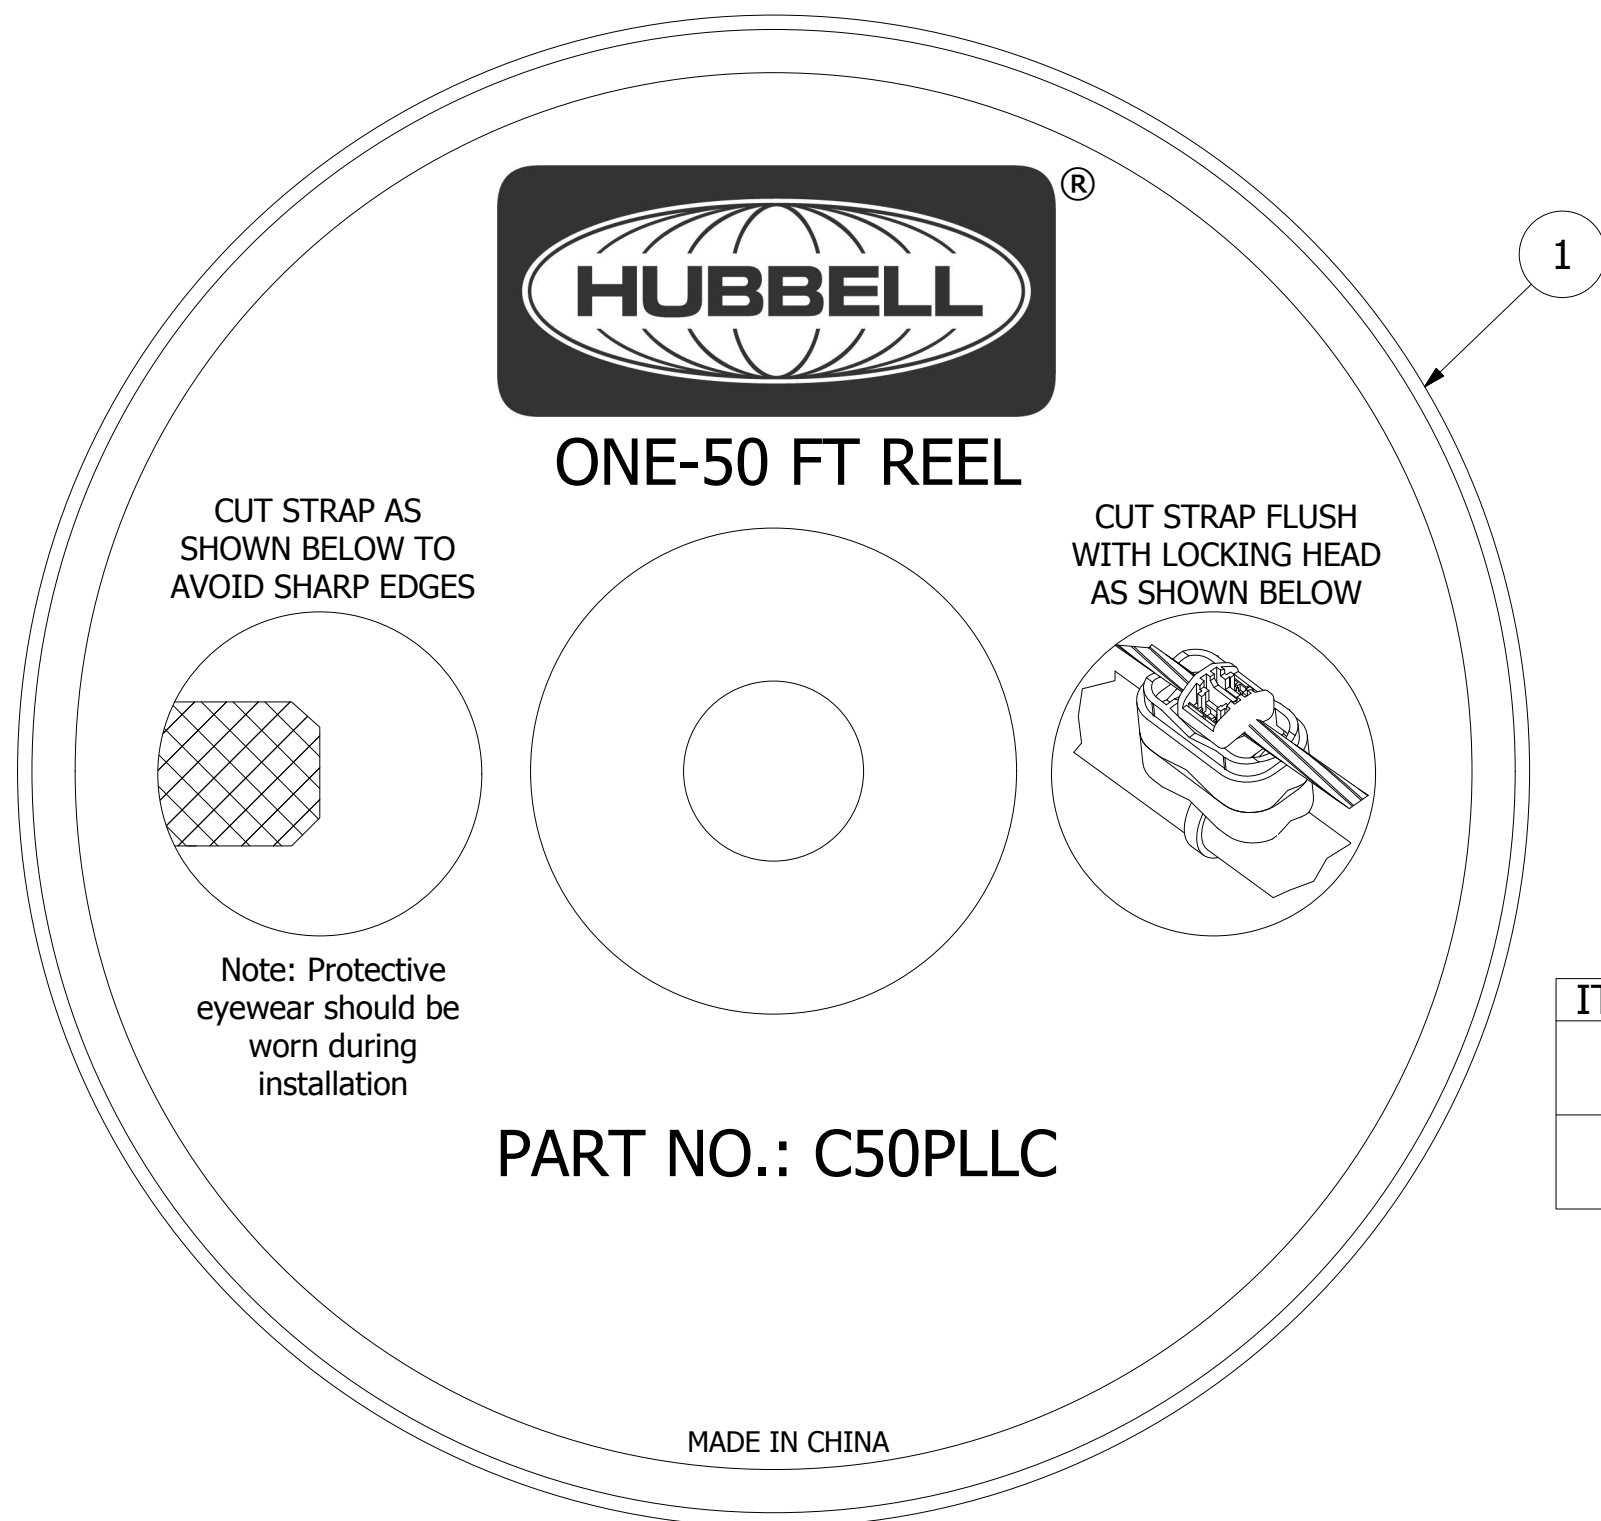 HUBBELL
®
1
ONE-50 FT REEL
CUT STRAP AS
SHOWN BELOW TO
AVOID SHARP EDGES
CUT STRAP FLUSH
WITH LOCKING HEAD
AS SHOWN BELOW
Note: Protective
eyewear should be
worn during
installation
IT
PART NO.: C50PLLC
MADE IN CHINA